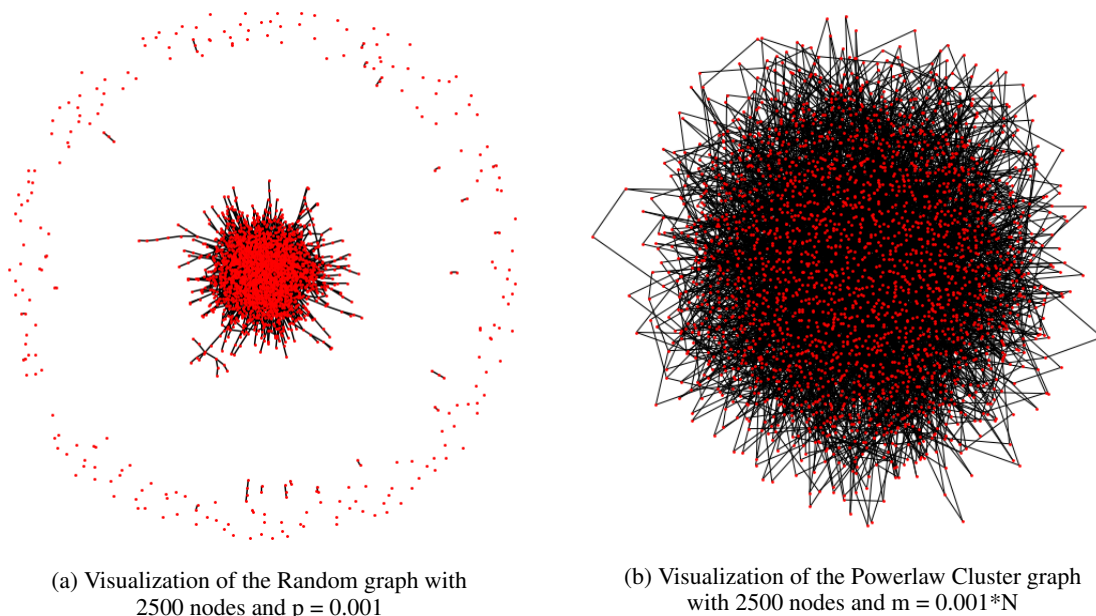 (a) Visualization of the Random graph with
2500 nodes and p = 0.001
(b) Visualization of the Powerlaw Cluster graph
with 2500 nodes and m = 0.001*N